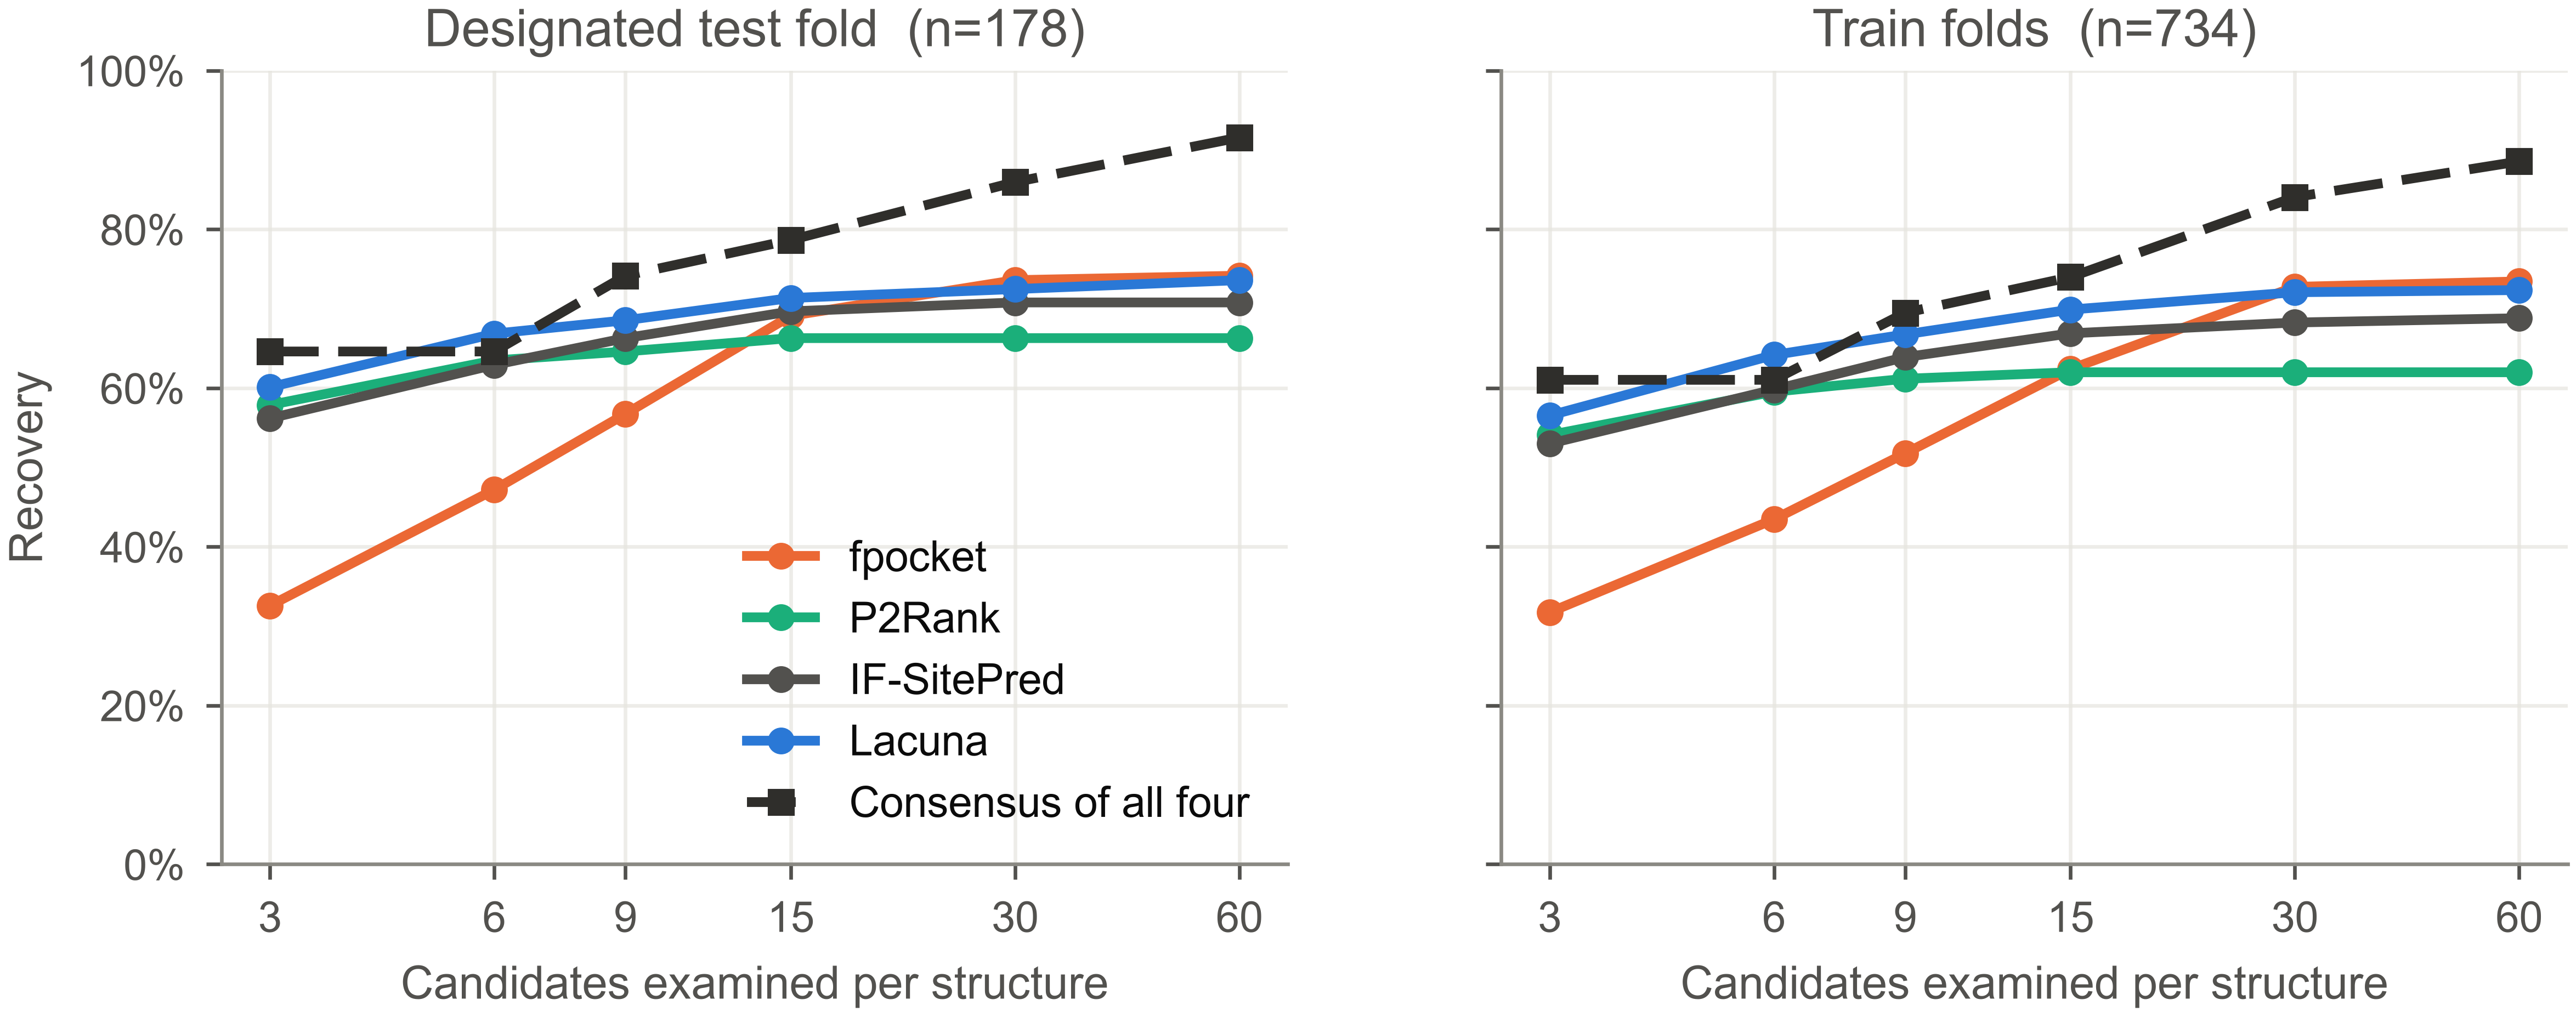 Designated test fold (n=178)
Train folds (n=734)
100%
80%
60%
40%
20%
0%
Recovery
fpocket
P2Rank
IF-SitePred
Lacuna
Consensus of all four
3 6 9 15 30 60
3 6 9 15 30 60
Candidates examined per structure
Candidates examined per structure